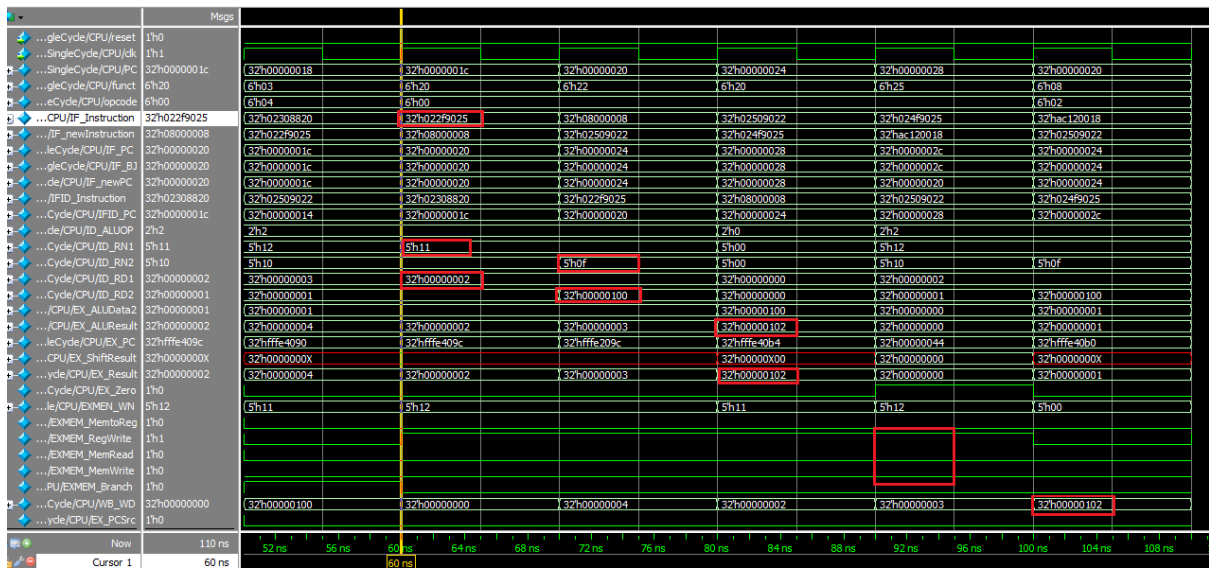 Msgs
...gleCycle/CPU/reset 1'h0
...SingleCycle/CPU/clk 1'h1
...SingleCycle/CPU/PC 32'h0000001c 32'h00000018 32'h0000001c 32'h00000020 32'h00000024 32'h00000028 32'h00000020
...gleCycle/CPU/funct 6'h20 6'h03 6'h20 6'h22 6'h20 6'h25 6'h08
...eCycle/CPU/opcode 6'h00 6'h04 6'h00 6'h02
...CPU/IF_Instruction 32'h022f9025 32'h02308820 32'h022f9025 32'h08000008 32'h02509022 32'h024f9025 32'hac120018
.../IF_newInstruction 32'h08000008 32'h022f9025 32'h08000008 32'h02509022 32'h024f9025 32'hac120018 32'h02509022
...leCycle/CPU/IF_PC 32'h00000020 32'h0000001c 32'h00000020 32'h00000024 32'h00000028 32'h0000002c 32'h00000024
...gleCycle/CPU/IF_BJ 32'h00000020 32'h0000001c 32'h00000020 32'h00000024 32'h00000028 32'h0000002c 32'h00000024
...cle/CPU/IF_newPC 32'h00000020 32'h0000001c 32'h00000020 32'h00000024 32'h00000028 32'h00000020 32'h00000024
.../IFID_Instruction 32'h02308820 32'h02509022 32'h02308820 32'h022f9025 32'h08000008 32'h02509022 32'h024f9025
...Cycle/CPU/IFID_PC 32'h0000001c 32'h00000014 32'h0000001c 32'h00000020 32'h00000024 32'h00000028 32'h0000002c
...cle/CPU/ID_ALUOP 2'h2 2'h2 2'h0 2'h2
...Cycle/CPU/ID_RN1 5'h11 5'h12 5'h11 5'h00 5'h12
...Cycle/CPU/ID_RN2 5'h10 5'h10 5'h0f 5'h00 5'h10 5'h0f
...Cycle/CPU/ID_RD1 32'h00000002 32'h00000003 32'h00000002 32'h00000000 32'h00000002
...Cycle/CPU/ID_RD2 32'h00000001 32'h00000001 32'h00000100 32'h00000000 32'h00000001 32'h00000100
.../CPU/EX_ALUData2 32'h00000001 32'h00000001 32'h00000100 32'h00000000 32'h00000001
...CPU/EX_ALUResult 32'h00000002 32'h00000004 32'h00000002 32'h00000003 32'h00000102 32'h00000000 32'h00000001
...leCycle/CPU/EX_PC 32'hfffe409c 32'hfffe4090 32'hfffe409c 32'hfffe209c 32'hfffe40b4 32'h00000044 32'hfffe40b0
...CPU/EX_ShiftResult 32'h0000000X 32'h0000000X 32'h00000X00 32'h00000000 32'h0000000X
...ycle/CPU/EX_Result 32'h00000002 32'h00000004 32'h00000002 32'h00000003 32'h00000102 32'h00000000 32'h00000001
...Cycle/CPU/EX_Zero 1'h0
...le/CPU/EXMEN_WN 5'h12 5'h11 5'h12 5'h11 5'h12 5'h00
.../EXMEM_MemtoReg 1'h0
.../EXMEM_RegWrite 1'h1
.../EXMEM_MemRead 1'h0
.../EXMEM_MemWrite 1'h0
...PU/EXMEM_Branch 1'h0
...Cycle/CPU/WB_WD 32'h00000000 32'h00000100 32'h00000000 32'h00000004 32'h00000002 32'h00000003 32'h00000102
...ycle/CPU/EX_PCSrc 1'h0
Now 110 ns 52 ns 56 ns 60 ns 64 ns 68 ns 72 ns 76 ns 80 ns 84 ns 88 ns 92 ns 96 ns 100 ns 104 ns 108 ns
Cursor 1 60 ns 60 ns